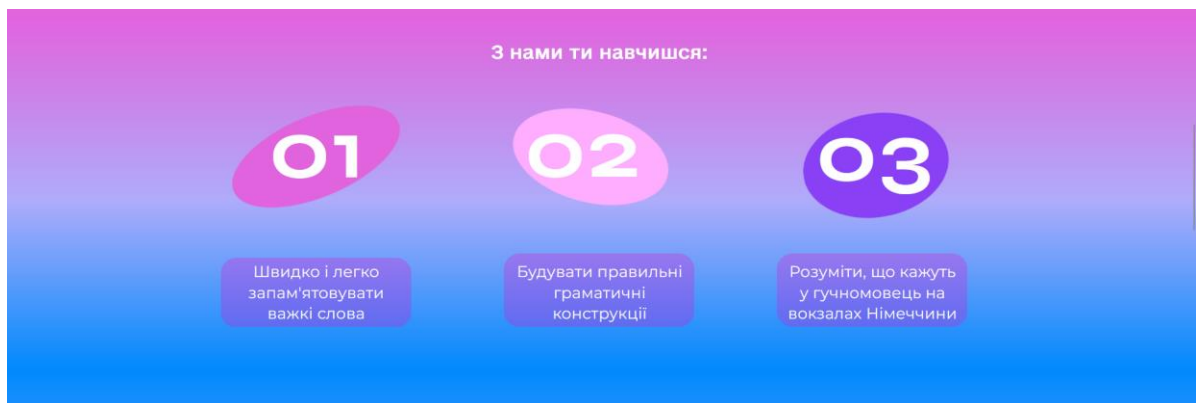 З нами ти навчишся:
01
02
03
Швидко і легко
запам'ятовувати
важкі слова
Будувати правильні
граматичні
конструкції
Розуміти, що кажуть
у гучномовець на
вокзалах Німеччини